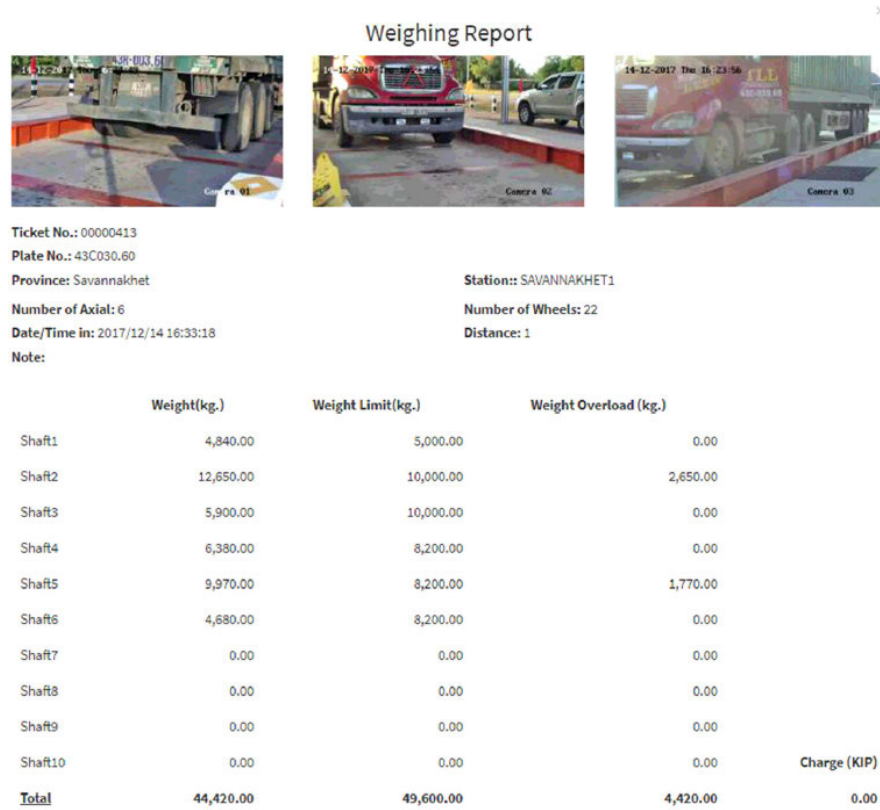 Weighing Report
Camera 01
Camera 02
14-12-2017 Thu 16:23:56
Camera 03
Ticket No.: 00000413
Plate No.: 43C030.60
Province: Savannakhet Station:: SAVANNAKHET1
Number of Axial: 6 Number of Wheels: 22
Date/Time in: 2017/12/14 16:33:18 Distance: 1
Note:
Weight(kg.) Weight Limit(kg.) Weight Overload (kg.)
Shaft1 4,840.00 5,000.00 0.00
Shaft2 12,650.00 10,000.00 2,650.00
Shaft3 5,900.00 10,000.00 0.00
Shaft4 6,380.00 8,200.00 0.00
Shaft5 9,970.00 8,200.00 1,770.00
Shaft6 4,680.00 8,200.00 0.00
Shaft7 0.00 0.00 0.00
Shaft8 0.00 0.00 0.00
Shaft9 0.00 0.00 0.00
Shaft10 0.00 0.00 0.00 Charge (KIP)
Total 44,420.00 49,600.00 4,420.00 0.00